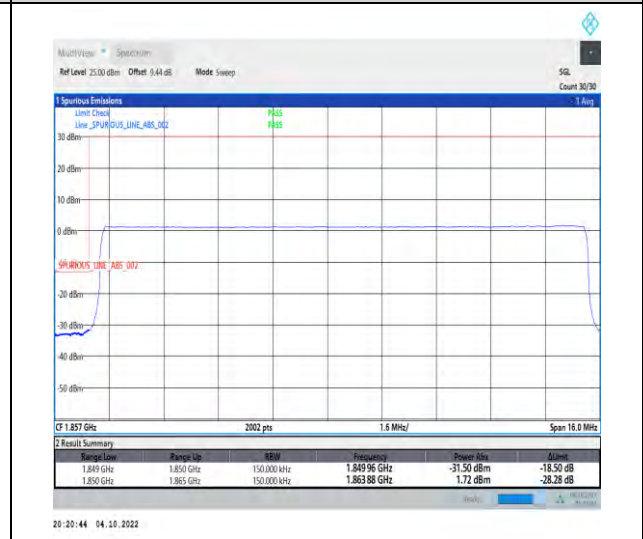 MultiView Spectrum
Ref Level 25.00 dBm Offset 9.44 dB Mode Sweep SGL
Count 30/30
1 Spurious Emissions 1 Avg
Limit Check PASS
Line _SPURIOUS_LINE_ABS_002 PASS
30 dBm
20 dBm
10 dBm
0 dBm
SPURIOUS_LINE_ABS_002
-20 dBm
-30 dBm
-40 dBm
-50 dBm
CF 1.857 GHz 2002 pts 1.6 MHz/ Span 16.0 MHz
2 Result Summary
Range Low Range Up RBW Frequency Power Abs ΔLimit
1.849 GHz 1.850 GHz 150.000 kHz 1.849 96 GHz -31.50 dBm -18.50 dB
1.850 GHz 1.865 GHz 150.000 kHz 1.863 88 GHz 1.72 dBm -28.28 dB
Ready
20:20:44 04.10.2022